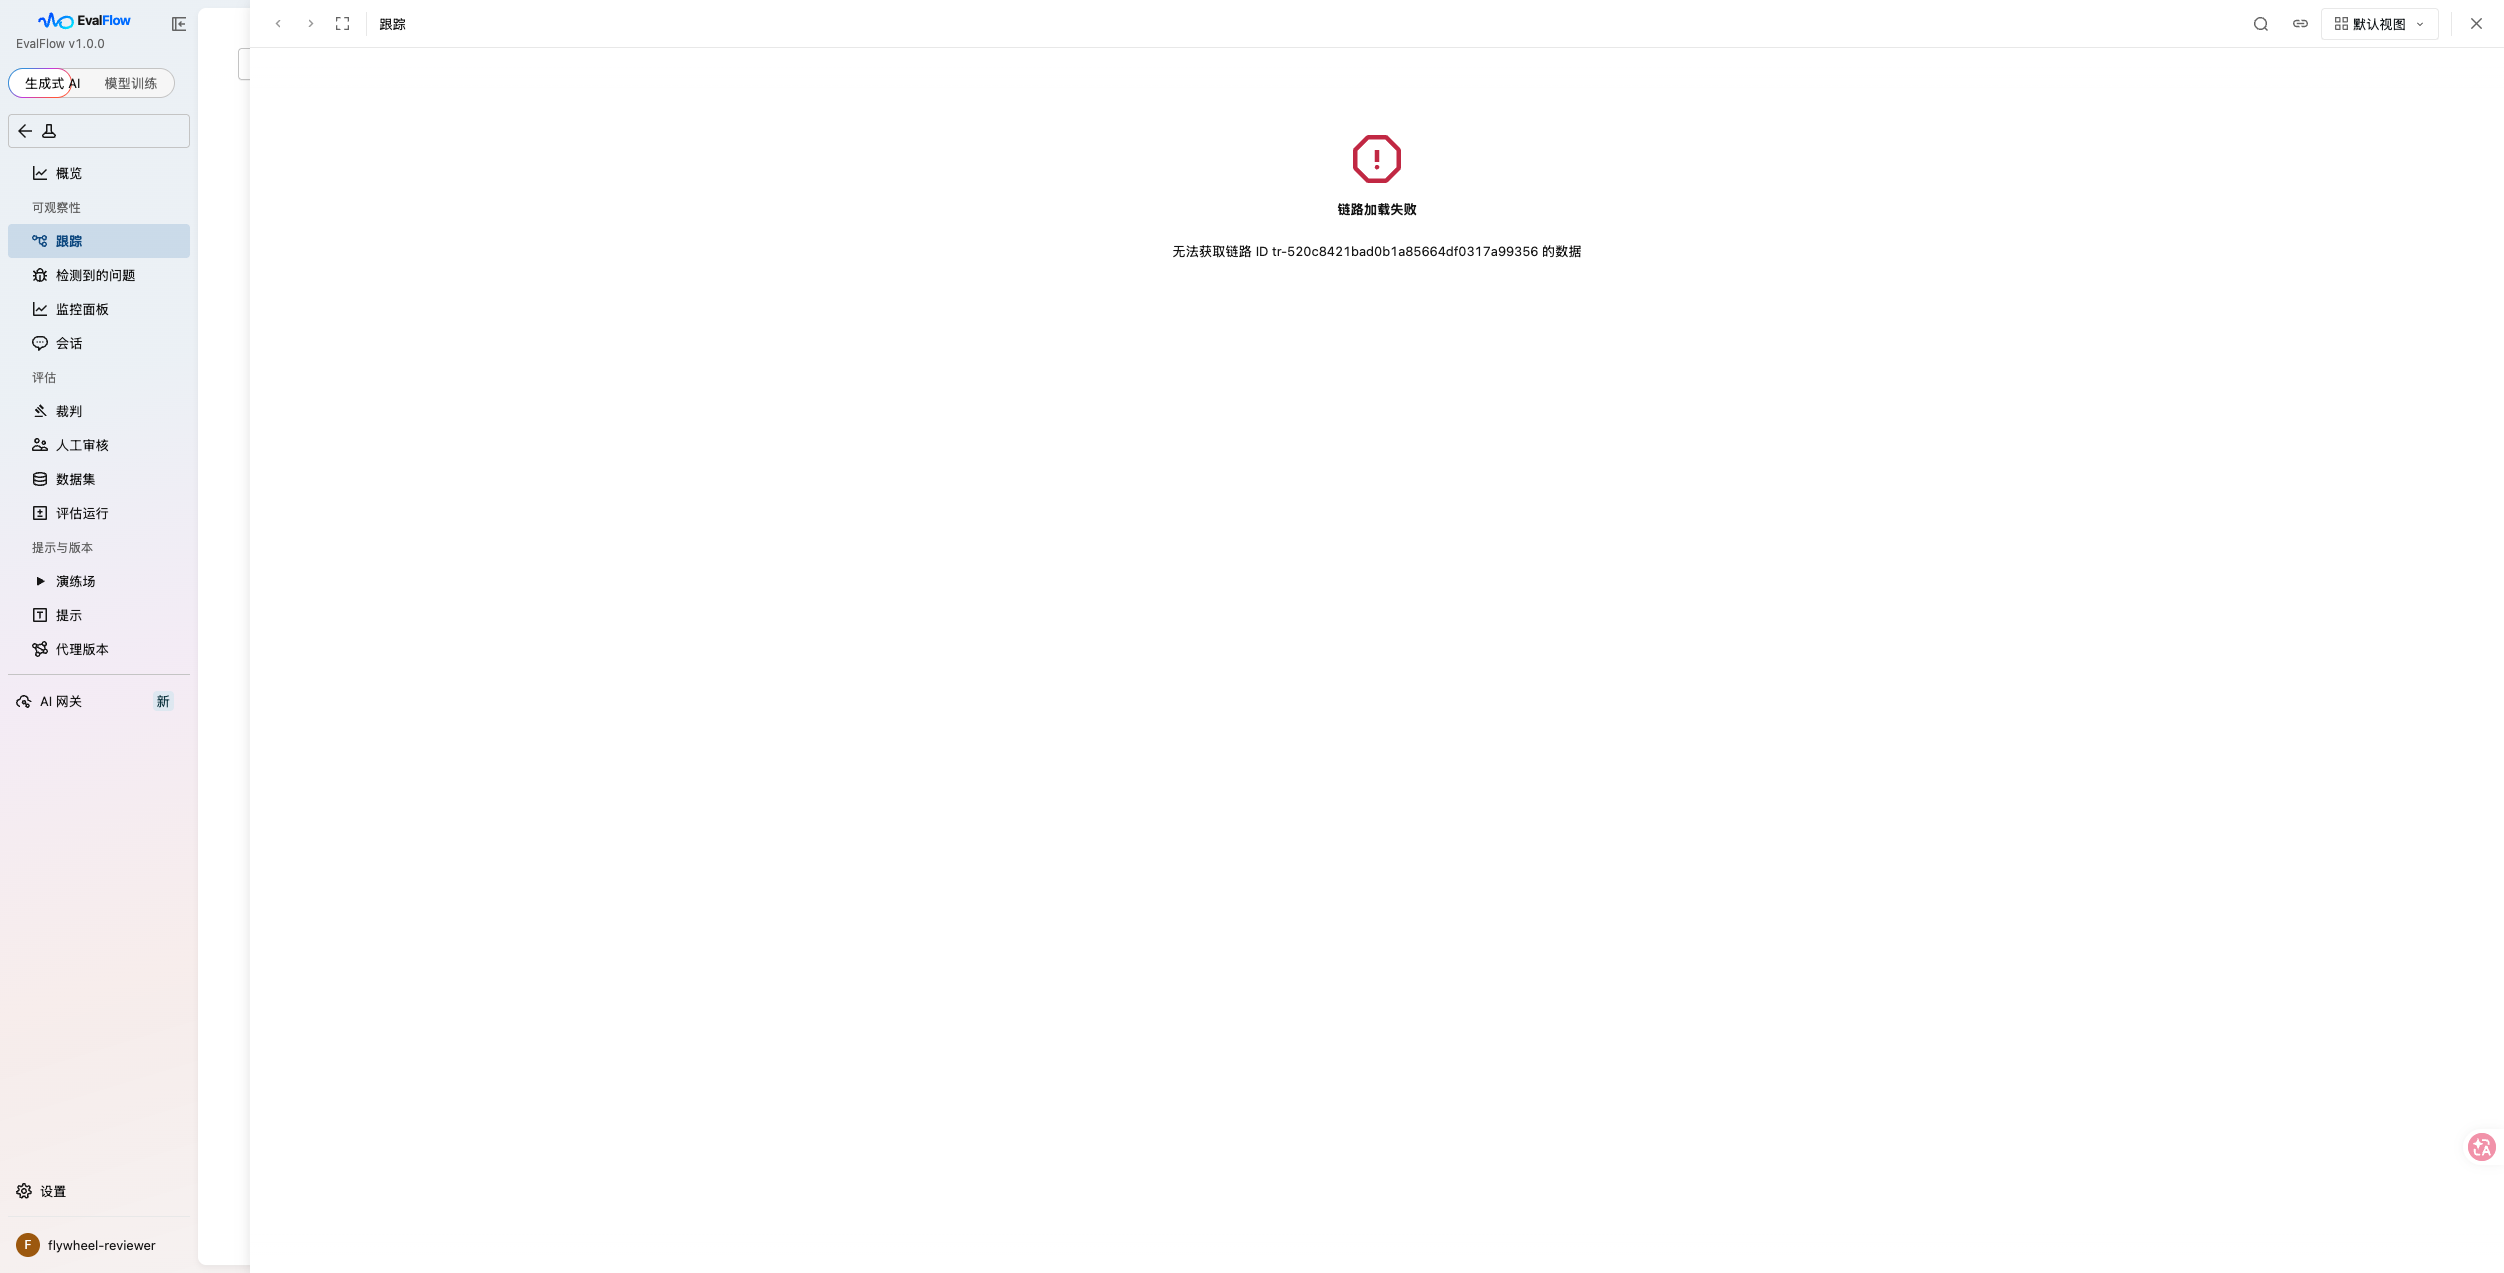 EvalFlow
EvalFlow v1.0.0
生成式 AI
模型训练
概览
可观察性
跟踪
检测到的问题
监控面板
会话
评估
裁判
人工审核
数据集
评估运行
提示与版本
演练场
提示
代理版本
AI 网关
新
设置
F
flywheel-reviewer
跟踪
默认视图
链路加载失败
无法获取链路 ID tr-520c8421bad0b1a85664df0317a99356 的数据